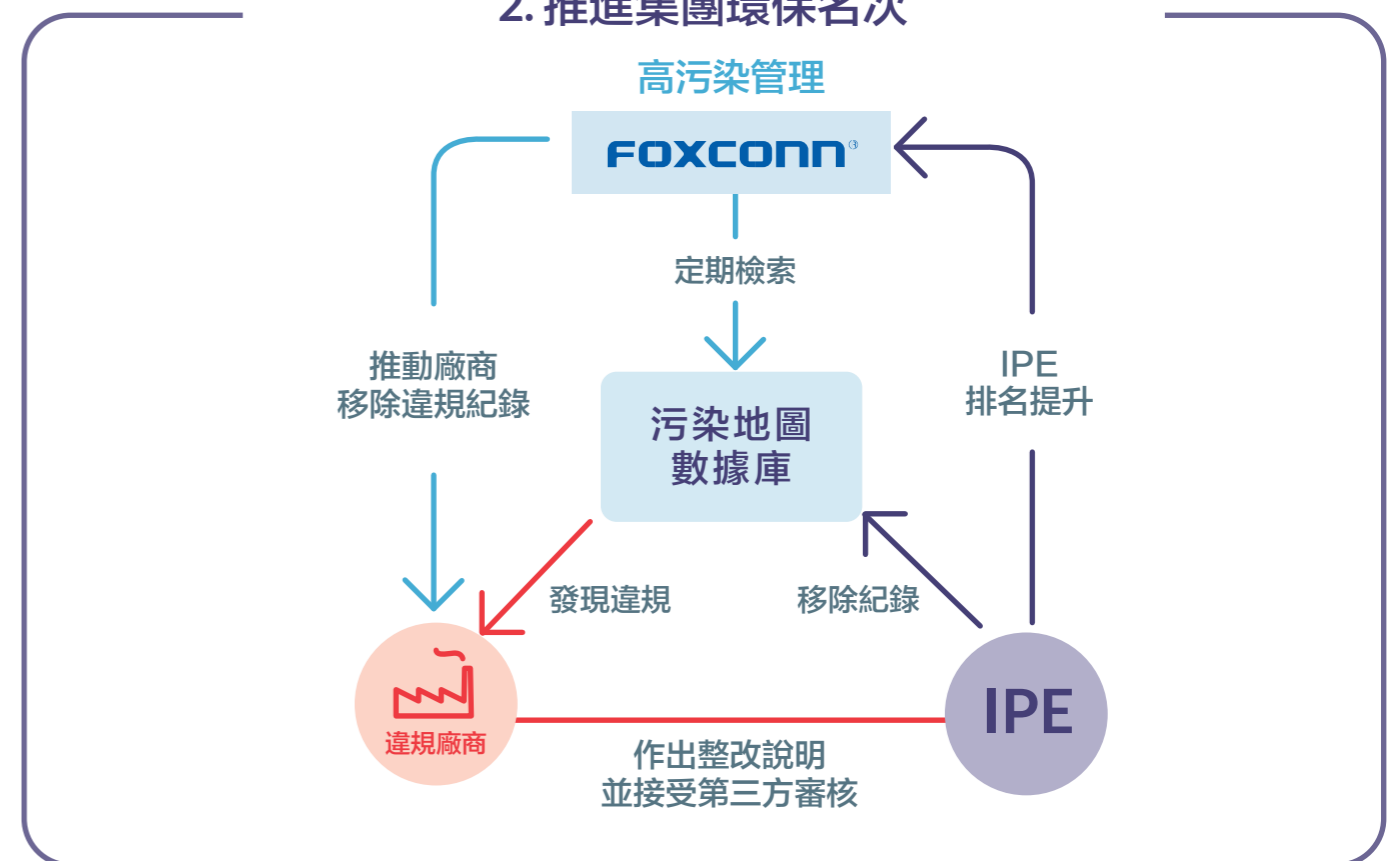 2. 推進集團環保名次
高污染管理
FOXCONN®
定期檢索
推動廠商
移除違規紀錄
IPE
排名提升
污染地圖
數據庫
發現違規
移除紀錄
違規廠商
IPE
作出整改說明
並接受第三方審核